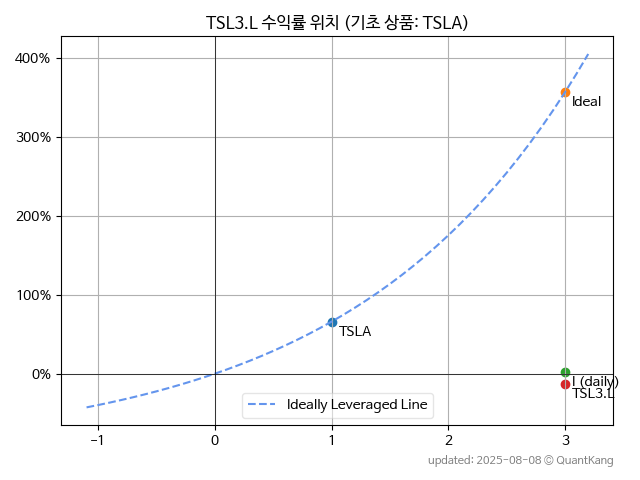 TSL3.L 수익률 위치 (기초 상품: TSLA)
400%
Ideal
300%
200%
100%
TSLA
0%
I (daily)
TSL3.L
Ideally Leveraged Line
−1
0
1
2
3
updated: 2025-08-08 © QuantKang